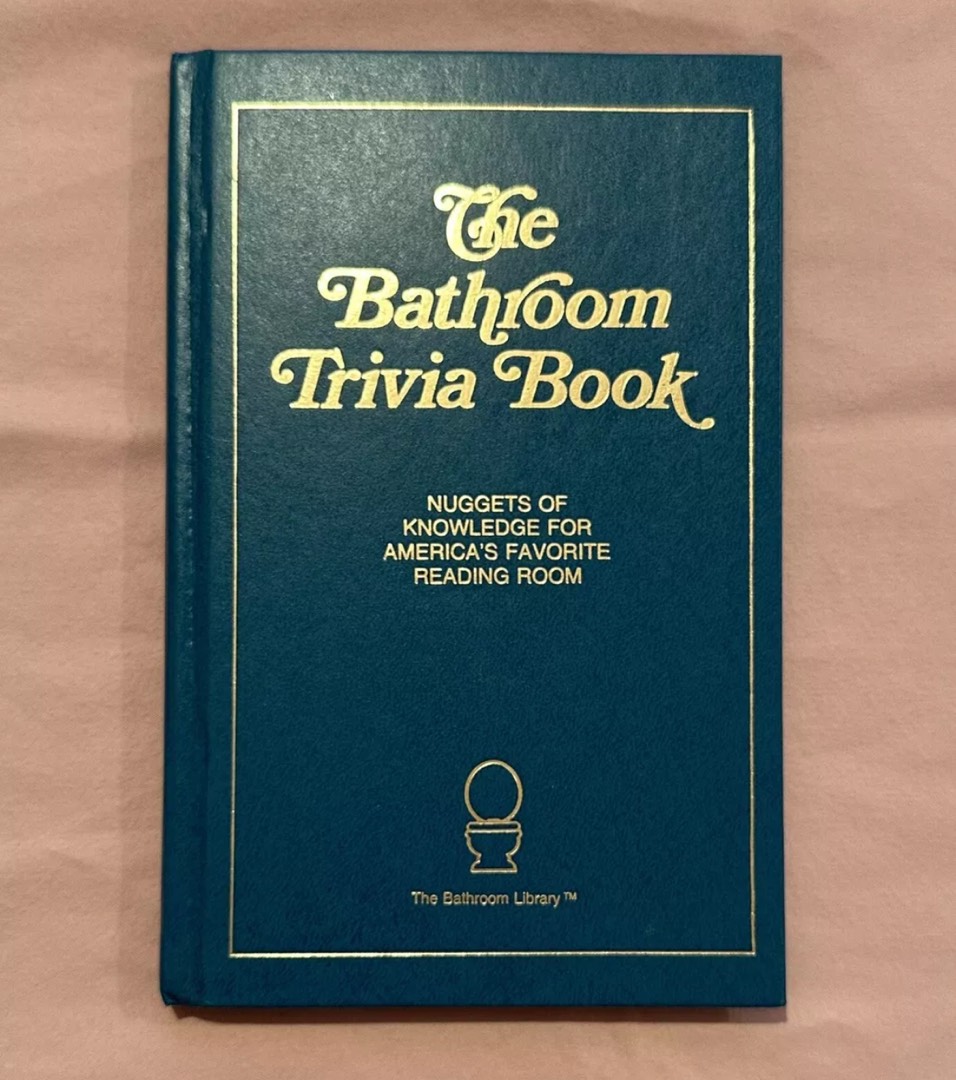 The
Bathroom
Trivia Book
NUGGETS OF
KNOWLEDGE FOR
AMERICA'S FAVORITE
READING ROOM
The Bathroom Library™